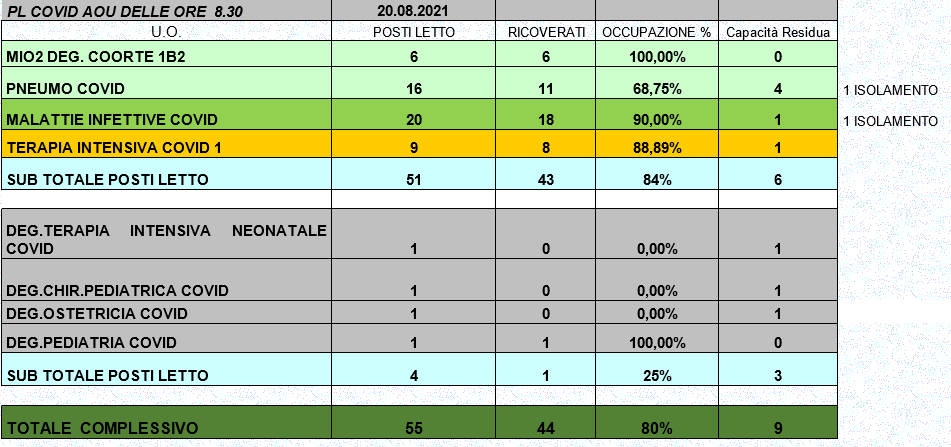 PL COVID AOU DELLE ORE 8.30 20.08.2021
U.O. POSTI LETTO RICOVERATI OCCUPAZIONE % Capacità Residua
MIO2 DEG. COORTE 1B2 6 6 100,00% 0
PNEUMO COVID 16 11 68,75% 4 1 ISOLAMENTO
MALATTIE INFETTIVE COVID 20 18 90,00% 1 1 ISOLAMENTO
TERAPIA INTENSIVA COVID 1 9 8 88,89% 1
SUB TOTALE POSTI LETTO 51 43 84% 6
DEG.TERAPIA INTENSIVA NEONATALE
COVID 1 0 0,00% 1
DEG.CHIR.PEDIATRICA COVID 1 0 0,00% 1
DEG.OSTETRICIA COVID 1 0 0,00% 1
DEG.PEDIATRIA COVID 1 1 100,00% 0
SUB TOTALE POSTI LETTO 4 1 25% 3
TOTALE COMPLESSIVO 55 44 80% 9